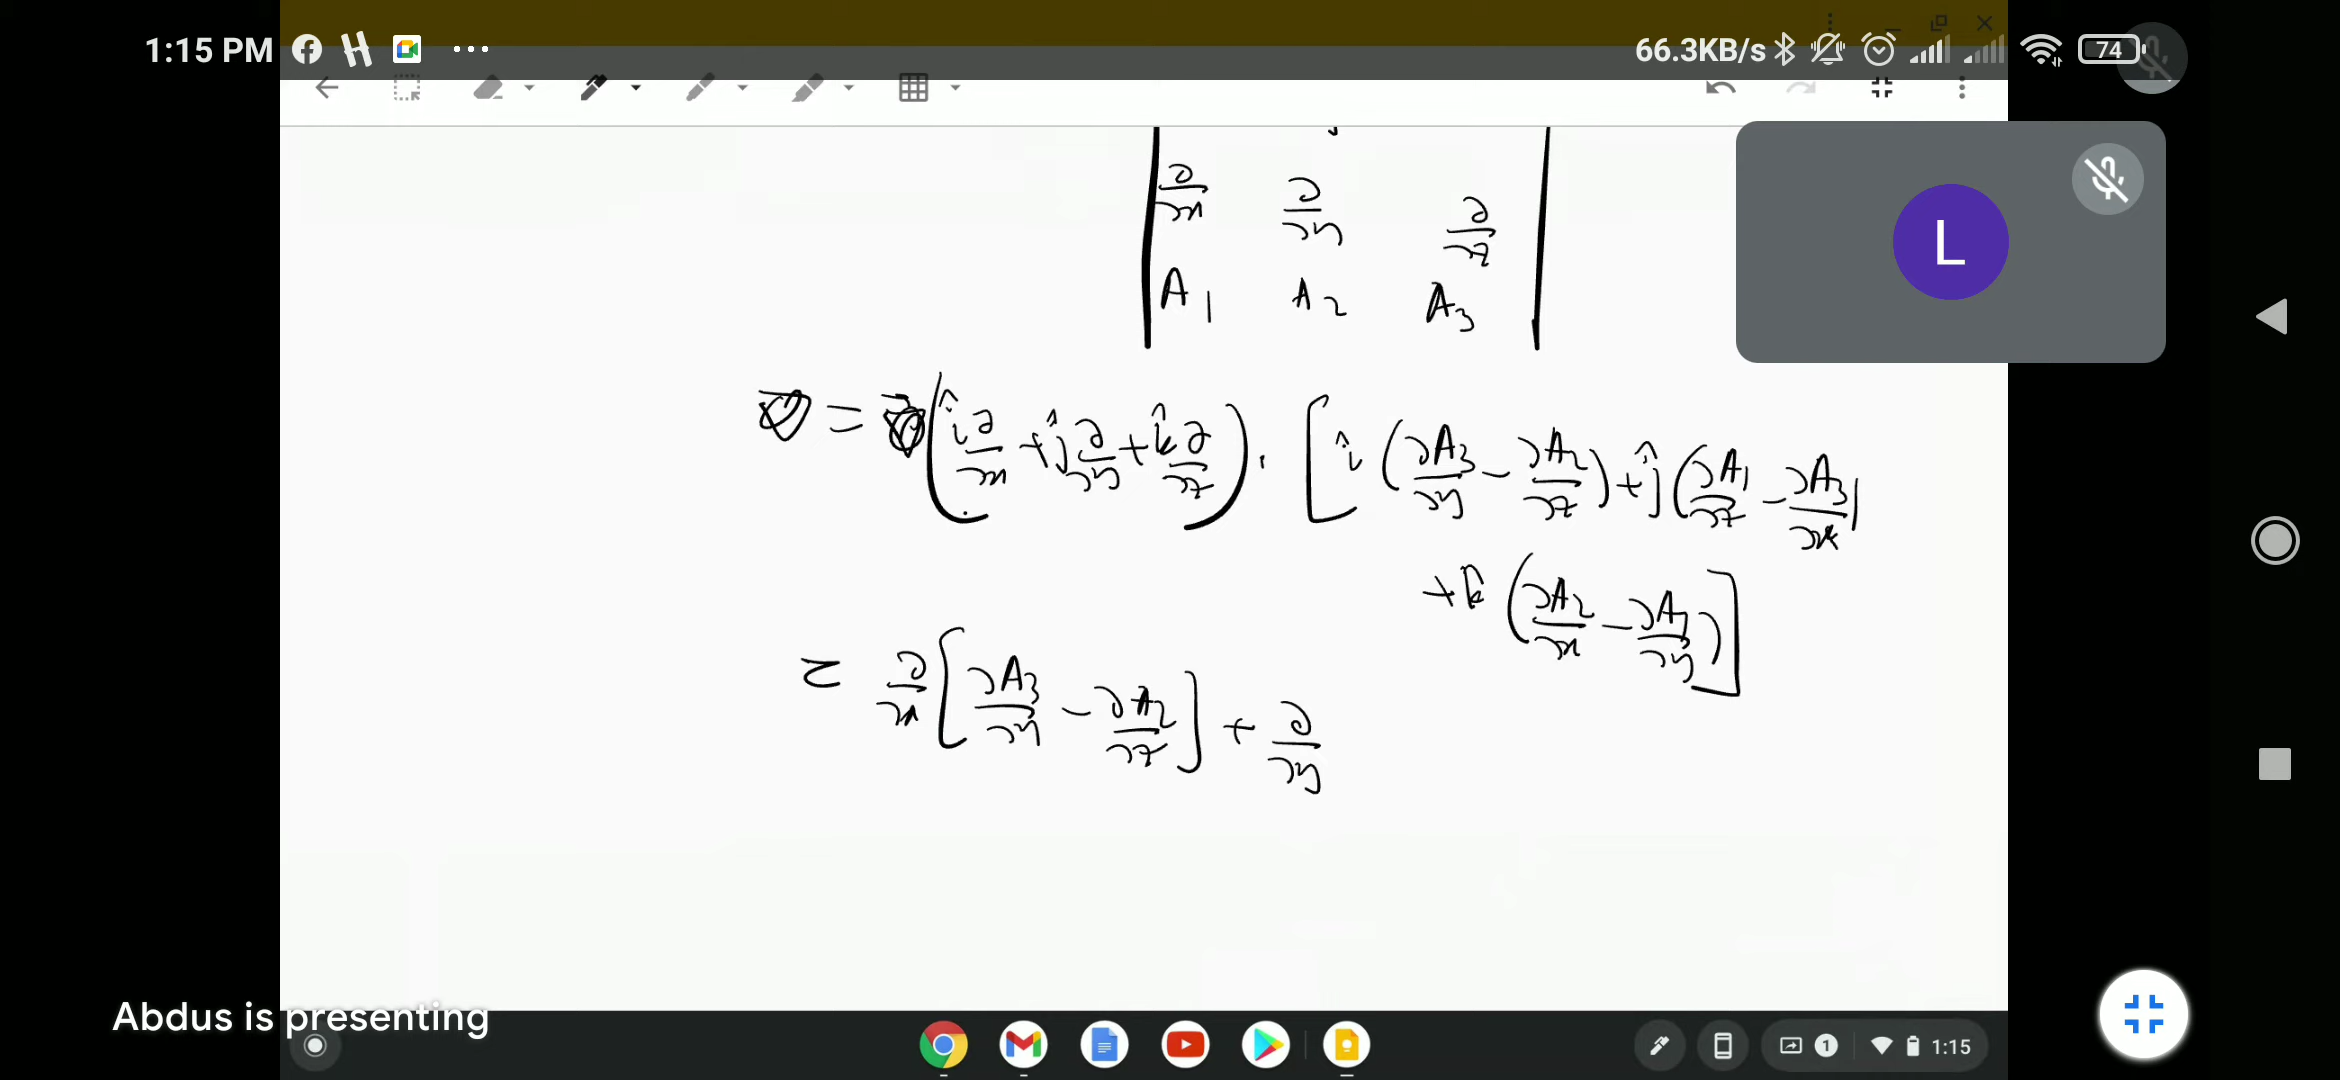 1:15 PM ... 66.3KB/s 74
∂/∂x ∂/∂y ∂/∂z
A1 A2 A3
L
= (î ∂/∂x + ĵ ∂/∂y + k̂ ∂/∂z) . [ î (∂A3/∂y − ∂A2/∂z) + ĵ (∂A1/∂z − ∂A3/∂x)
+ k̂ (∂A2/∂x − ∂A1/∂y) ]
= ∂/∂x [ ∂A3/∂y − ∂A2/∂z ] + ∂/∂y
Abdus is presenting
1 1:15